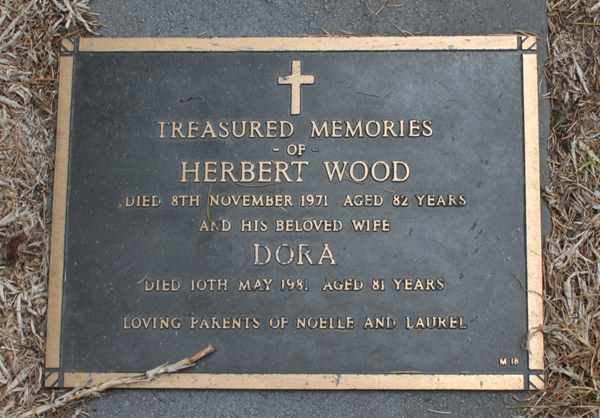 TREASURED MEMORIES
- OF -
HERBERT WOOD
DIED 8TH NOVEMBER 1971 AGED 82 YEARS
AND HIS BELOVED WIFE
DORA
DIED 10TH MAY 1981 AGED 81 YEARS
LOVING PARENTS OF NOELLE AND LAUREL
M 18